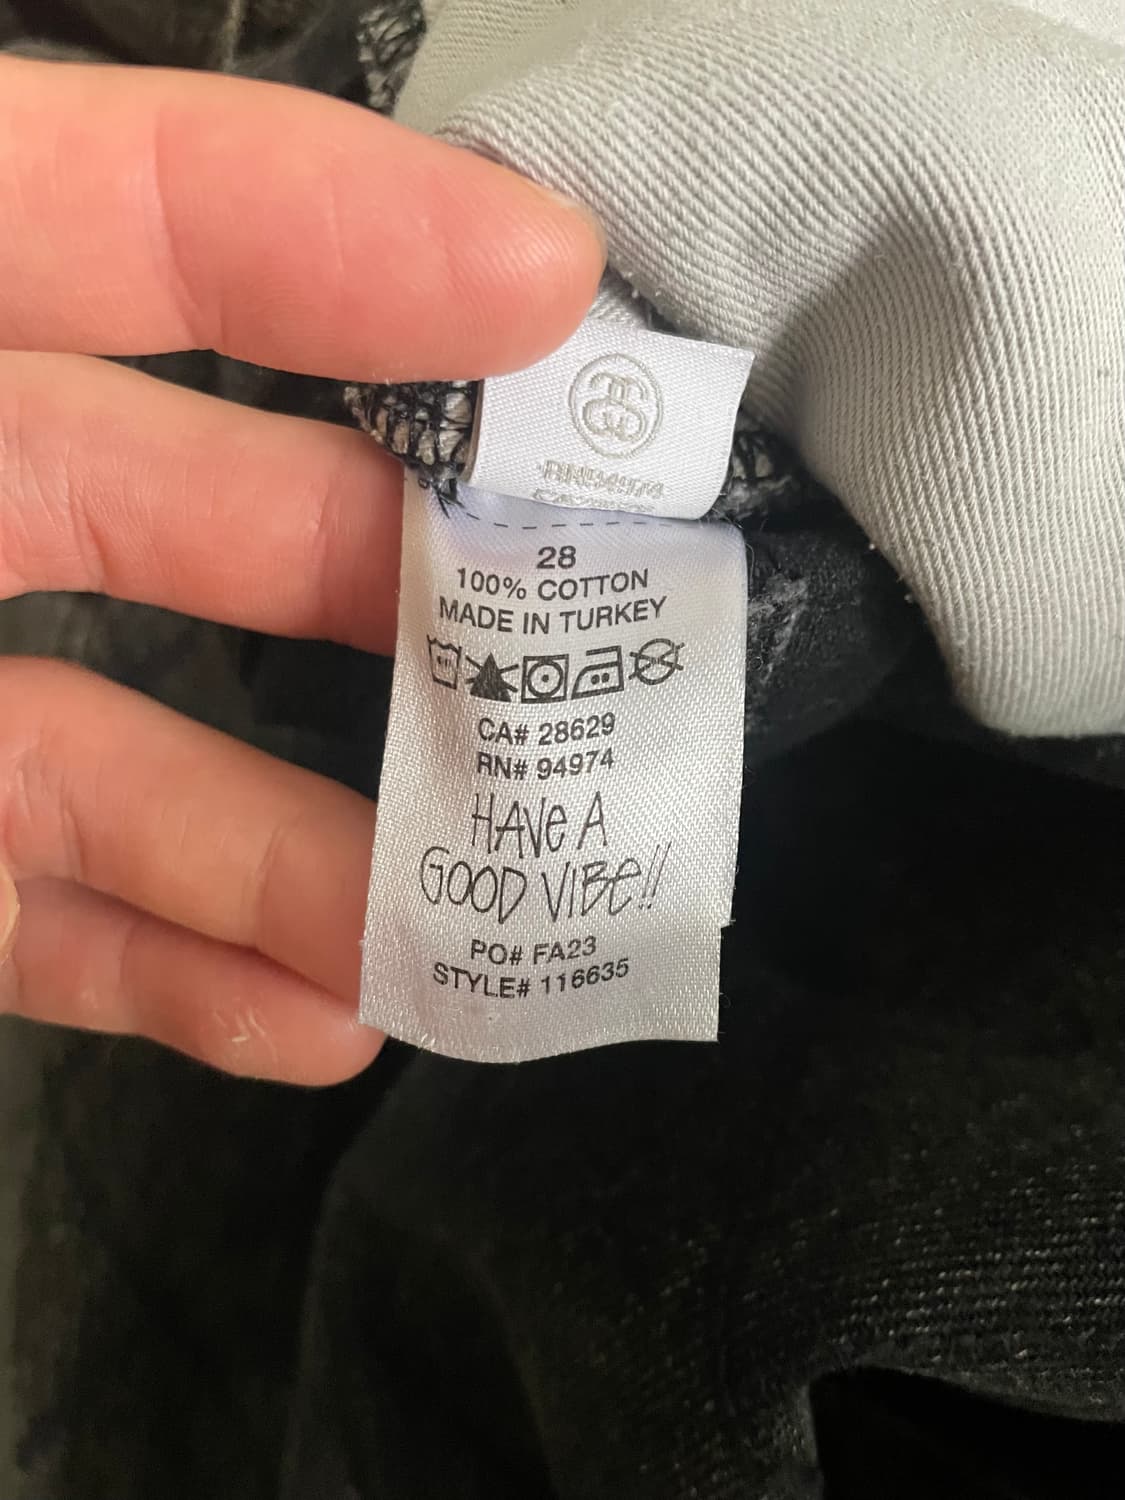 28
100% COTTON
MADE IN TURKEY
CA# 28629
RN# 94974
HAVE A
GOOD VIBE!!
PO# FA23
STYLE# 116635